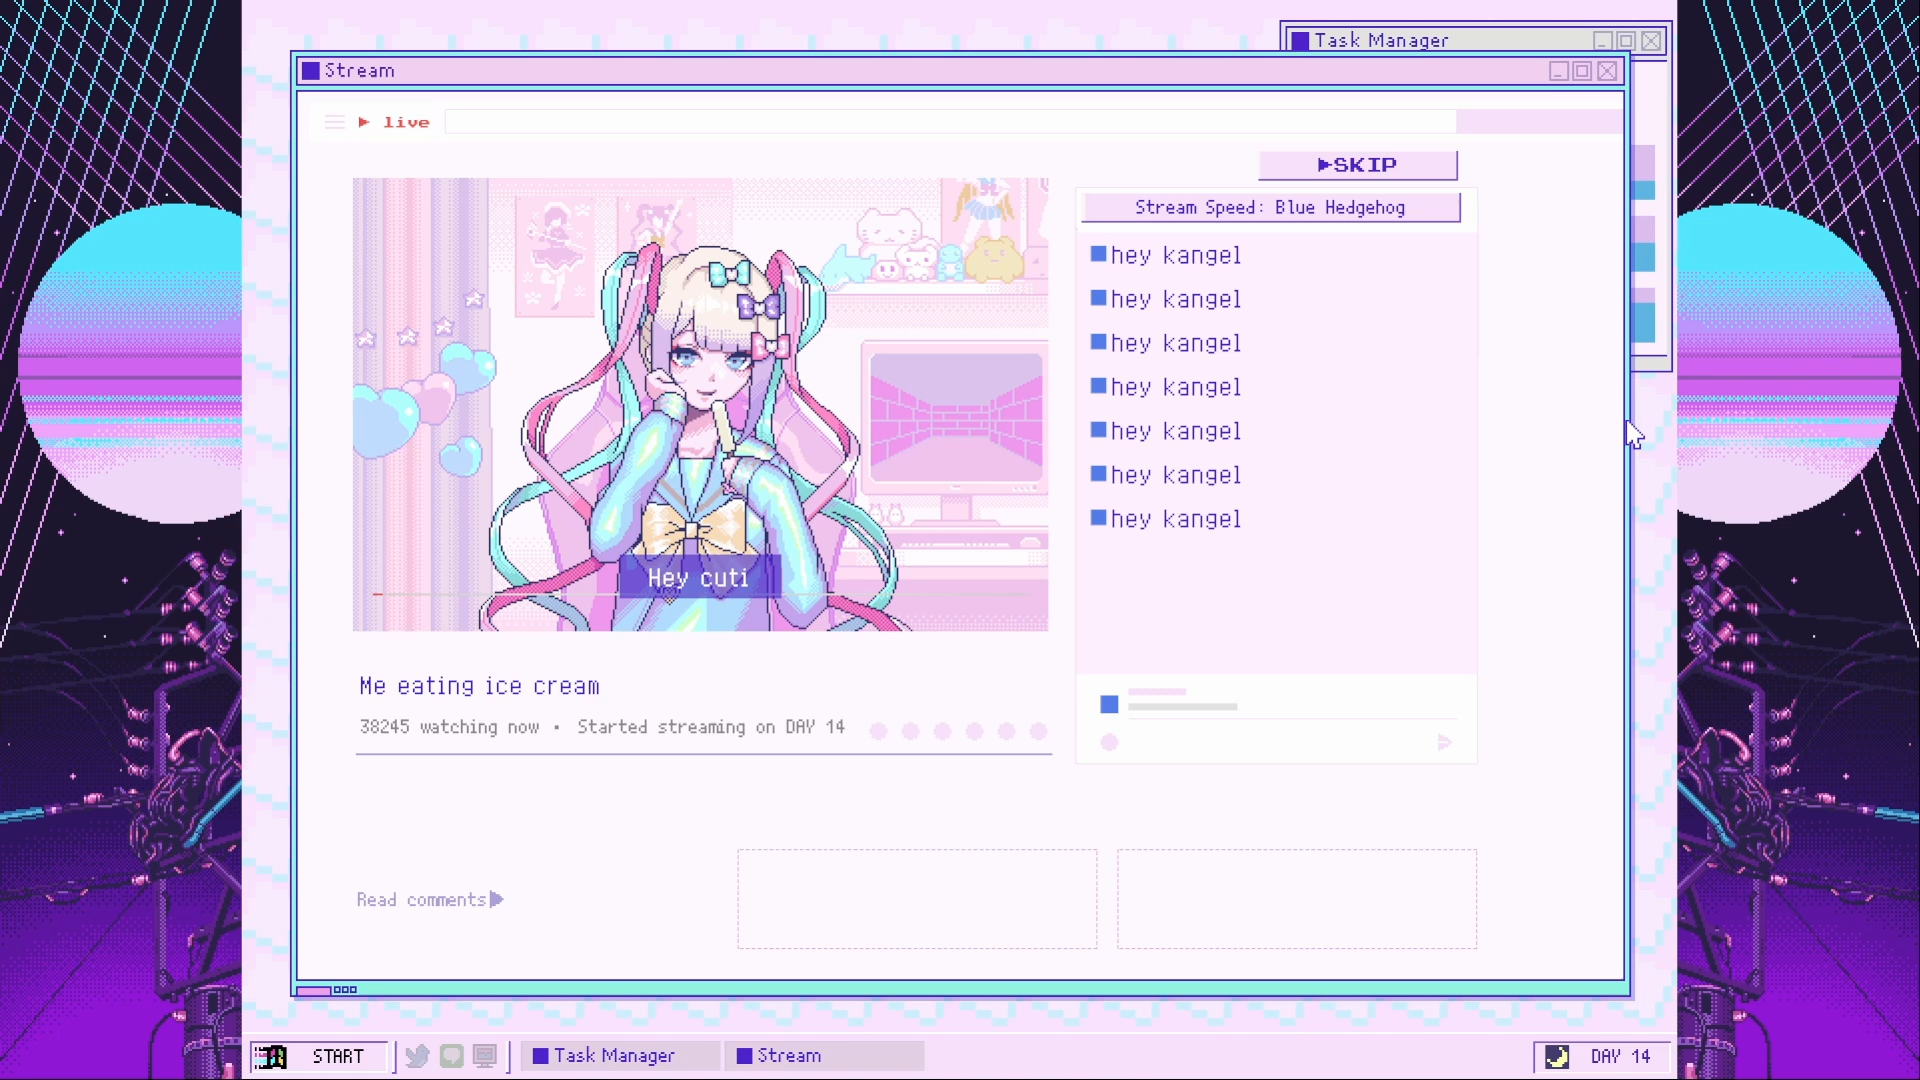 Task Manager
Stream
live
▶SKIP
Stream Speed: Blue Hedgehog
hey kangel
hey kangel
hey kangel
hey kangel
hey kangel
hey kangel
hey kangel
Hey cuti
Me eating ice cream
38245 watching now • Started streaming on DAY 14
Read comments▶
START
Task Manager
Stream
DAY 14